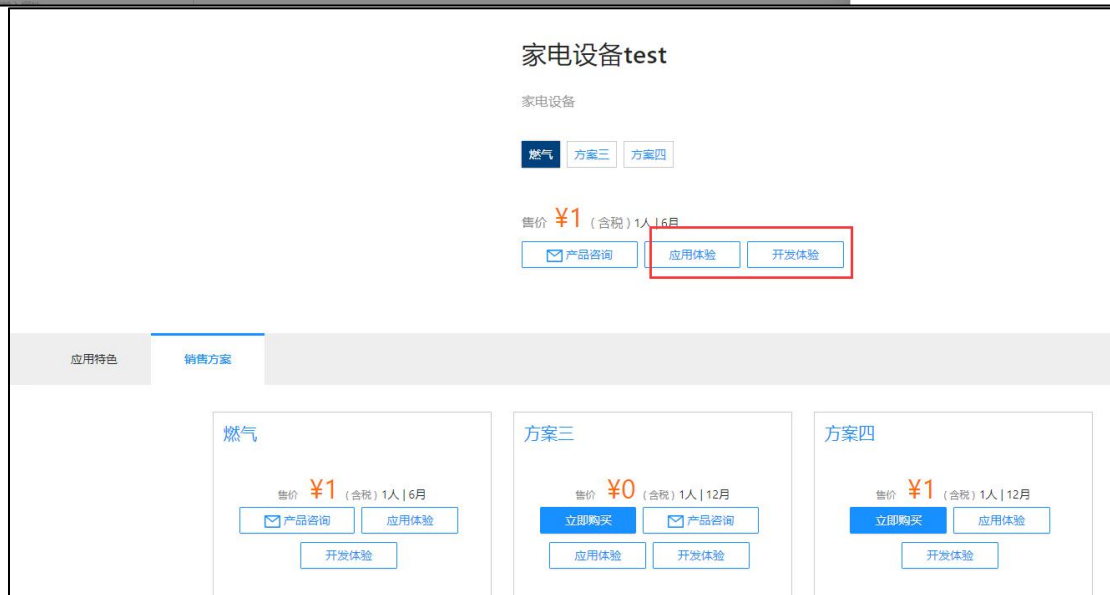 家电设备test
家电设备
燃气 方案三 方案四
售价 ¥1 （含税）1人 | 6月
产品咨询 应用体验 开发体验
应用特色 销售方案
燃气 方案三 方案四
售价 ¥1 （含税）1人 | 6月 售价 ¥0 （含税）1人 | 12月 售价 ¥1 （含税）1人 | 12月
产品咨询 应用体验 立即购买 产品咨询 立即购买 应用体验
开发体验 应用体验 开发体验 开发体验